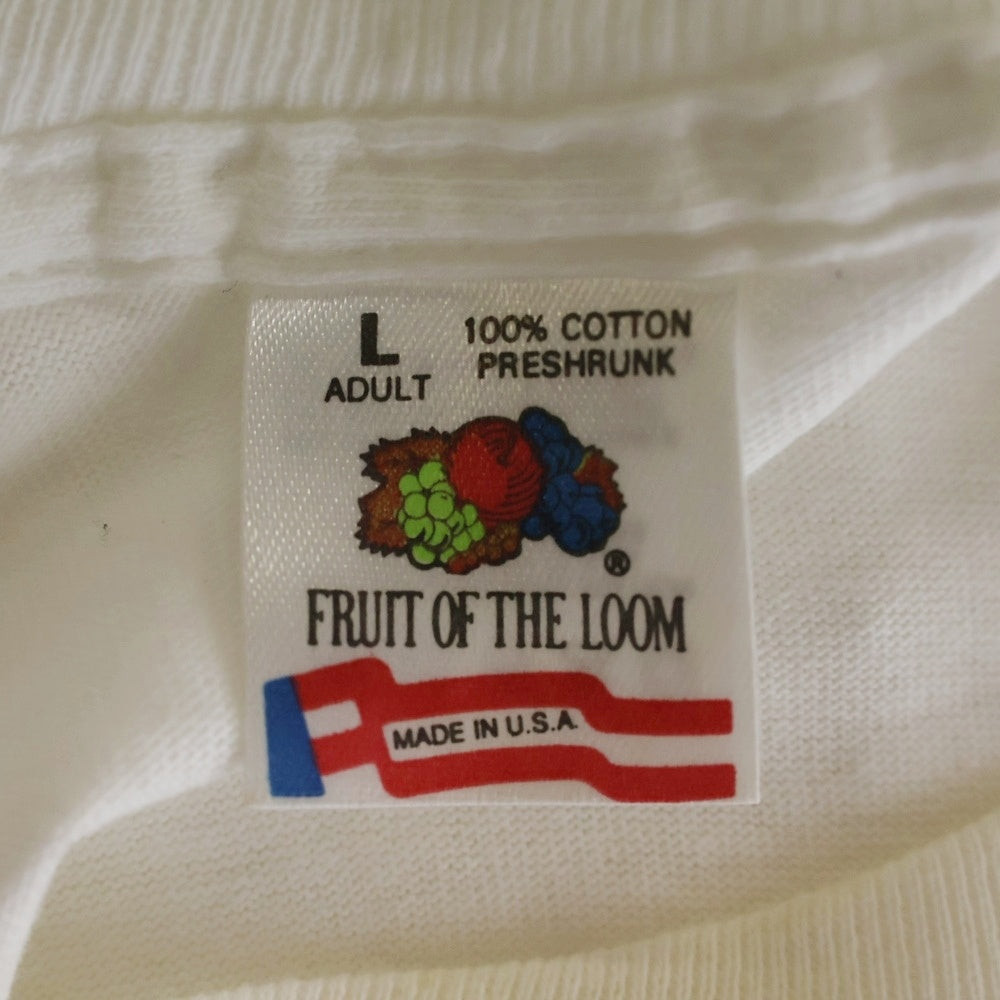 L
ADULT
100% COTTON
PRESHRUNK
®
FRUIT OF THE LOOM
MADE IN U.S.A.